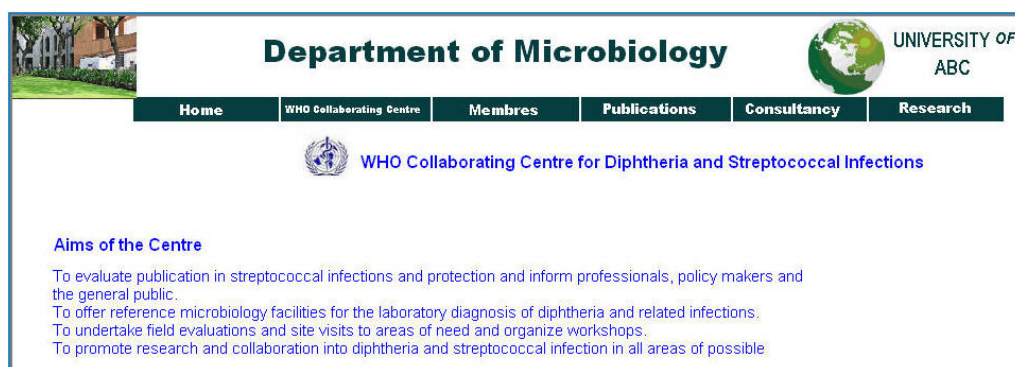 Department of Microbiology
UNIVERSITY OF
ABC
Home WHO Collaborating Centre Membres Publications Consultancy Research
WHO Collaborating Centre for Diphtheria and Streptococcal Infections
Aims of the Centre
To evaluate publication in streptococcal infections and protection and inform professionals, policy makers and
the general public.
To offer reference microbiology facilities for the laboratory diagnosis of diphtheria and related infections.
To undertake field evaluations and site visits to areas of need and organize workshops.
To promote research and collaboration into diphtheria and streptococcal infection in all areas of possible